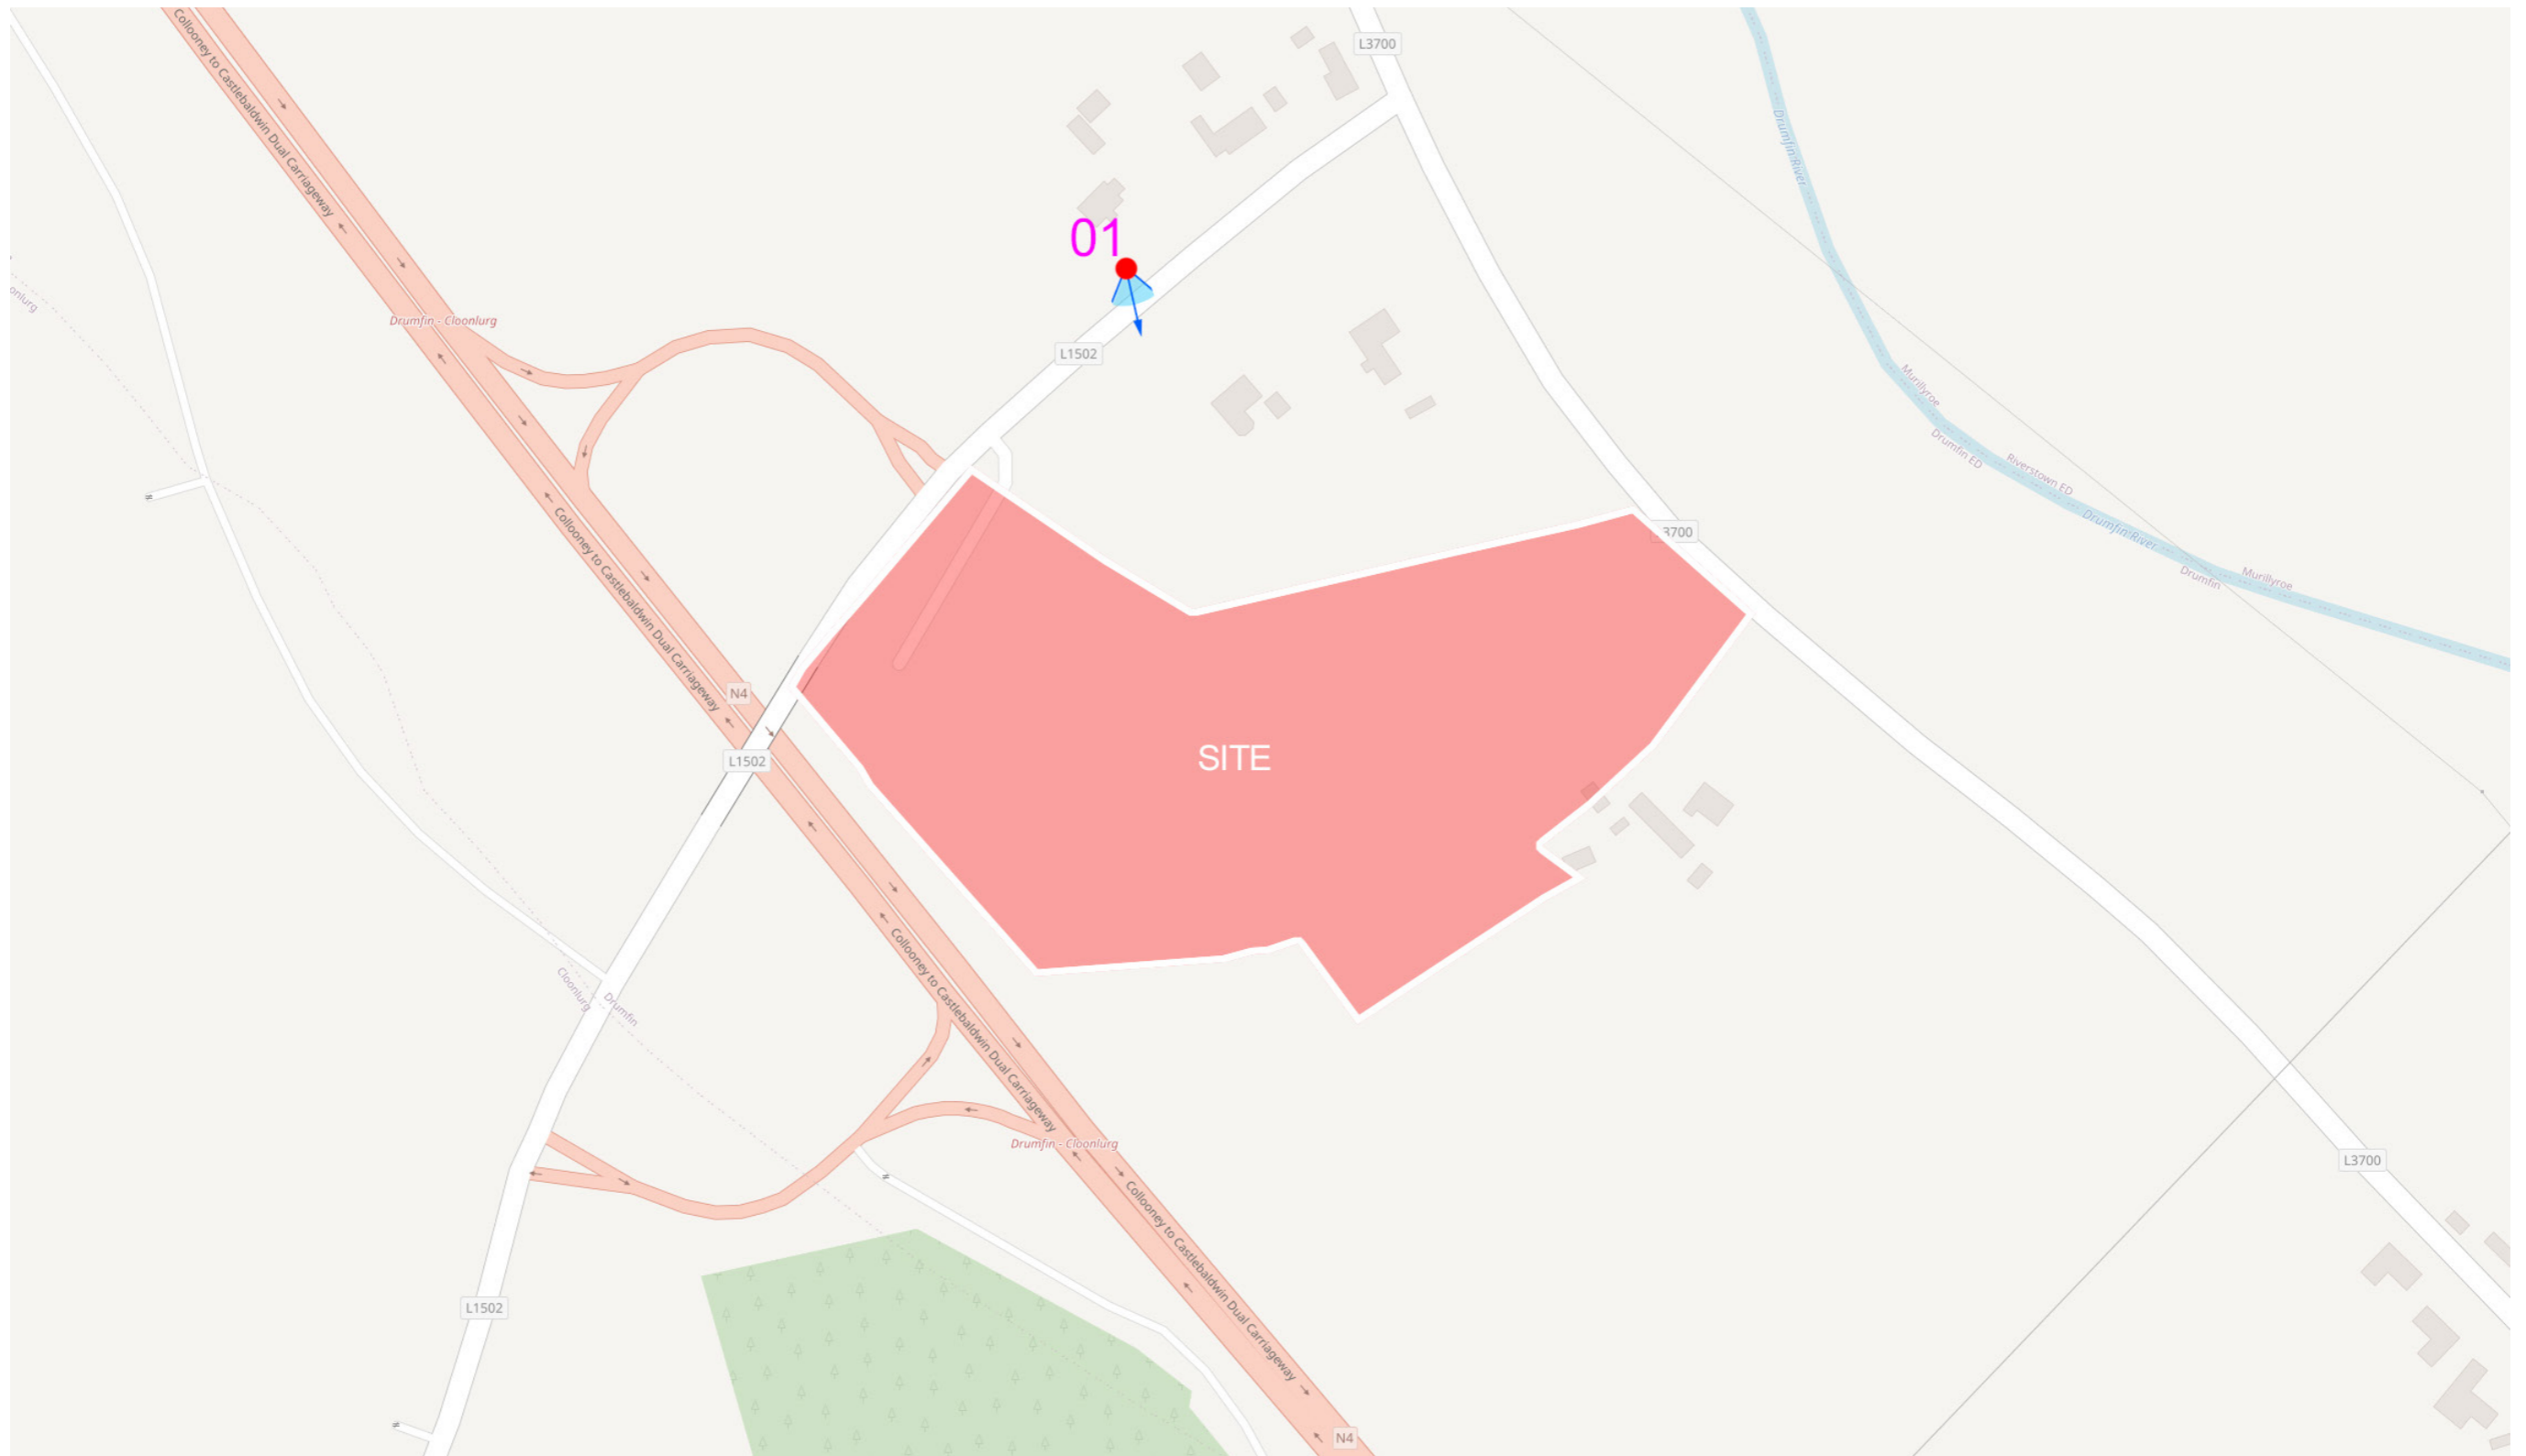 Collooney to Castlebaldwin Dual Carriageway
L3700
Drumfin River
01
onlurg
Drumfin - Cloonlurg
L1502
Murillyroe
Drumfin ED
Riverstown ED
Drumfin River
Murillyroe
Drumfin
3700
Collooney to Castlebaldwin Dual Carriageway
N4
L1502
SITE
Cloonlurg
Drumfin
Collooney to Castlebaldwin Dual Carriageway
Drumfin - Cloonlurg
L3700
Collooney to Castlebaldwin Dual Carriageway
L1502
N4